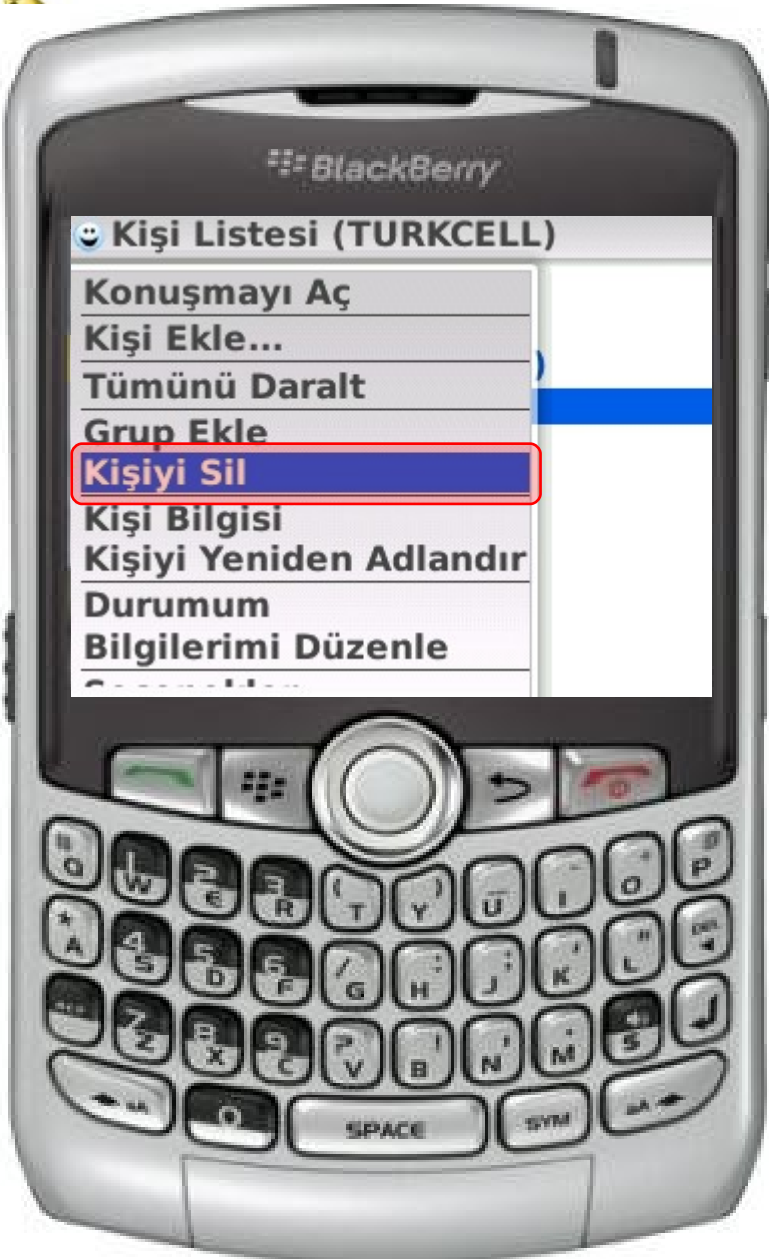 BlackBerry
Kişi Listesi (TURKCELL)
Konuşmayı Aç
Kişi Ekle...
Tümünü Daralt
Grup Ekle
Kişiyi Sil
Kişi Bilgisi
Kişiyi Yeniden Adlandır
Durumum
Bilgilerimi Düzenle
Q W E R T Y U I O P
A S D F G H J K L DEL
Z X C V B N M
SPACE SYM